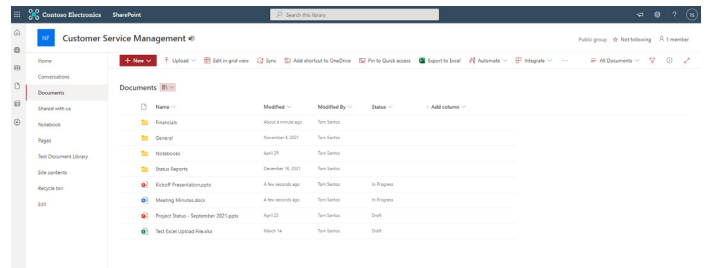 Contoso Electronics SharePoint Search this library ? TS
NF Customer Service Management Public group Not following 1 member
Home
Conversations
Documents
Shared with us
Notebook
Pages
Test Document Library
Site contents
Recycle bin
Edit
+ New Upload Edit in grid view Sync Add shortcut to OneDrive Pin to Quick access Export to Excel Automate Integrate ... All Documents
Documents
Name Modified Modified By Status + Add column
Financials About a minute ago Tom Santos
General November 4, 2021 Tom Santos
Notebooks April 29 Tom Santos
Status Reports December 16, 2021 Tom Santos
Kickoff Presentation.pptx A few seconds ago Tom Santos In Progress
Meeting Minutes.docx A few seconds ago Tom Santos In Progress
Project Status - September 2021.pptx April 22 Tom Santos Draft
Test Excel Upload File.xlsx March 14 Tom Santos Draft